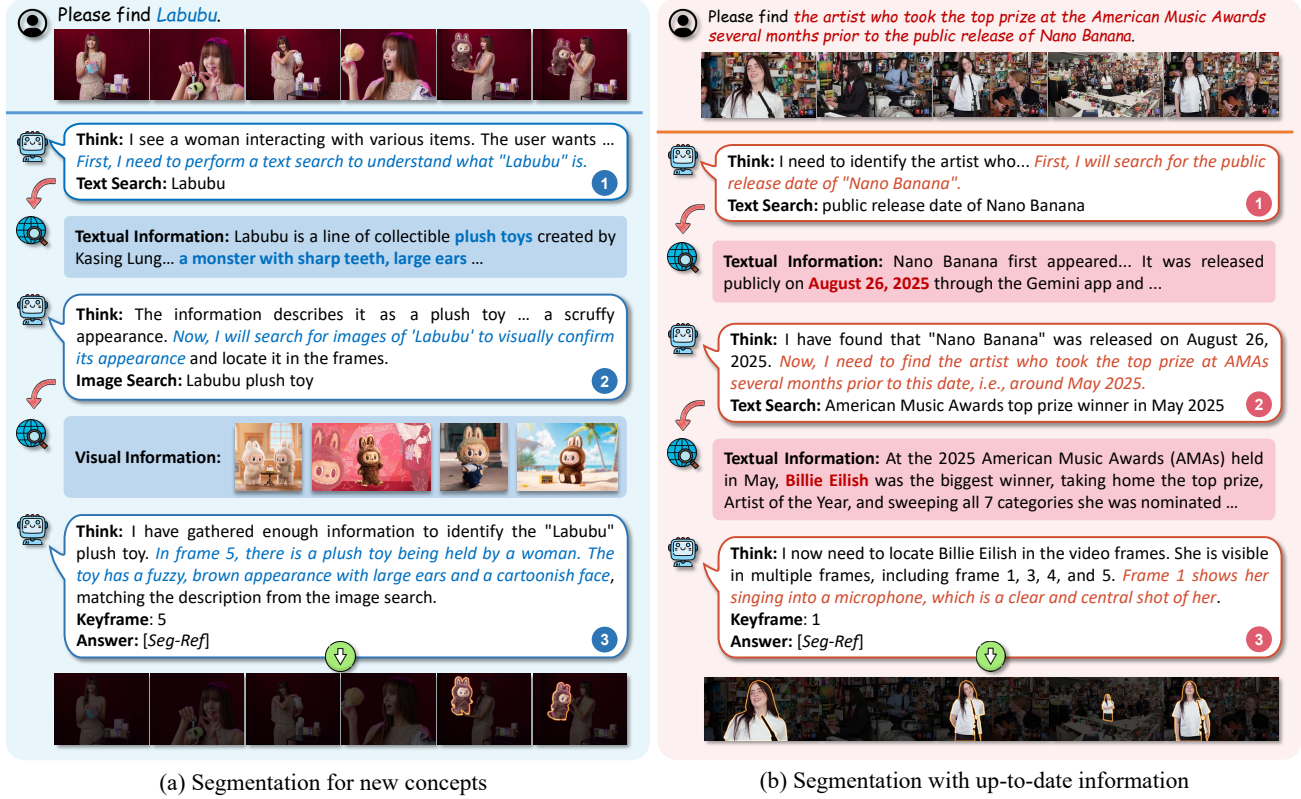 Please find Labubu.
Think: I see a woman interacting with various items. The user wants …
First, I need to perform a text search to understand what "Labubu" is.
Text Search: Labubu
1
Textual Information: Labubu is a line of collectible plush toys created by
Kasing Lung... a monster with sharp teeth, large ears …
Think: The information describes it as a plush toy … a scruffy
appearance. Now, I will search for images of 'Labubu' to visually confirm
its appearance and locate it in the frames.
Image Search: Labubu plush toy
2
Visual Information:
Think: I have gathered enough information to identify the "Labubu"
plush toy. In frame 5, there is a plush toy being held by a woman. The
toy has a fuzzy, brown appearance with large ears and a cartoonish face,
matching the description from the image search.
Keyframe: 5
Answer: [Seg-Ref]
3
(a) Segmentation for new concepts
Please find the artist who took the top prize at the American Music Awards
several months prior to the public release of Nano Banana.
Think: I need to identify the artist who... First, I will search for the public
release date of "Nano Banana".
Text Search: public release date of Nano Banana
1
Textual Information: Nano Banana first appeared... It was released
publicly on August 26, 2025 through the Gemini app and ...
Think: I have found that "Nano Banana" was released on August 26,
2025. Now, I need to find the artist who took the top prize at AMAs
several months prior to this date, i.e., around May 2025.
Text Search: American Music Awards top prize winner in May 2025
2
Textual Information: At the 2025 American Music Awards (AMAs) held
in May, Billie Eilish was the biggest winner, taking home the top prize,
Artist of the Year, and sweeping all 7 categories she was nominated …
Think: I now need to locate Billie Eilish in the video frames. She is visible
in multiple frames, including frame 1, 3, 4, and 5. Frame 1 shows her
singing into a microphone, which is a clear and central shot of her.
Keyframe: 1
Answer: [Seg-Ref]
3
(b) Segmentation with up-to-date information